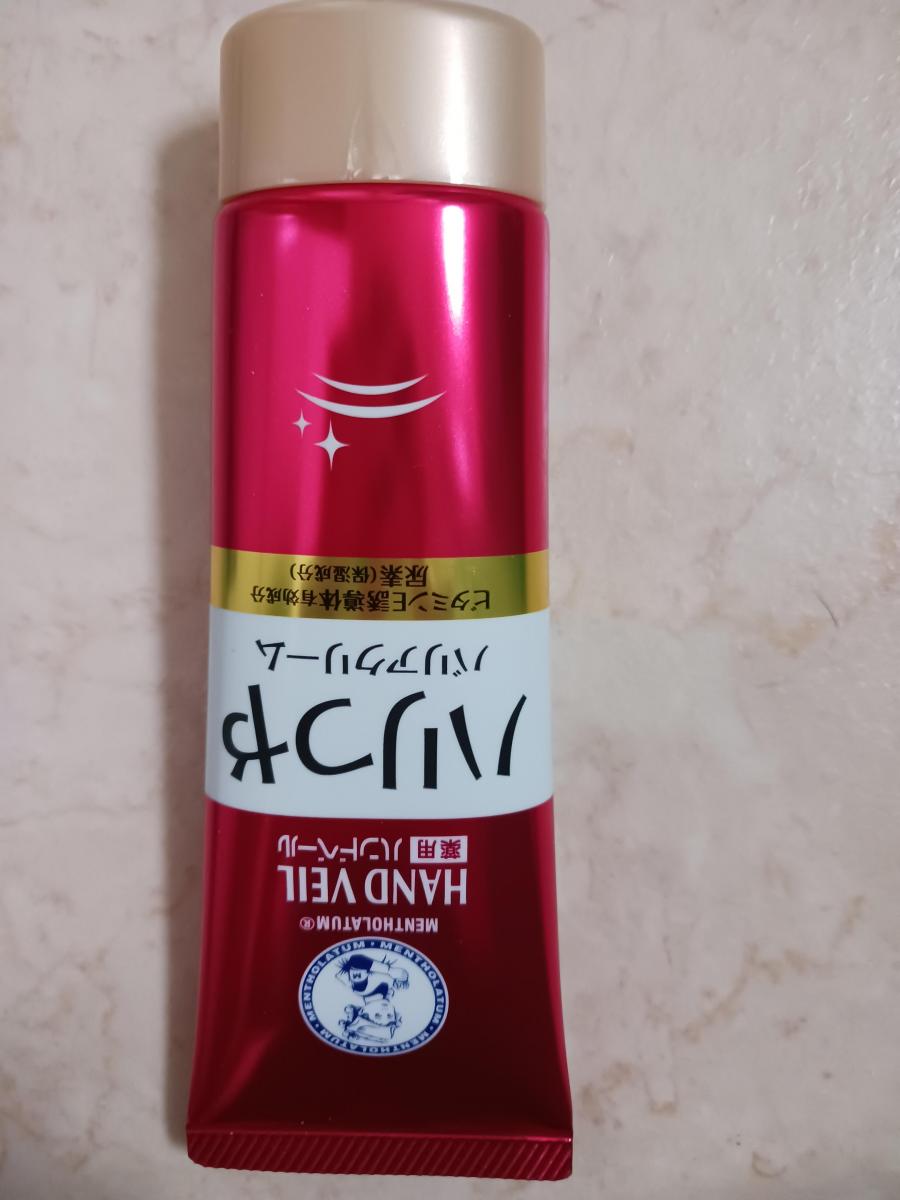 MENTHOLATUM · MENTHOLATUM · MENTHOLATUM ·
MENTHOLATUM®
HAND VEIL
薬用 ハンドベール
ハリつや
バリアクリーム
ビタミンE誘導体有効成分
尿素(保湿成分)